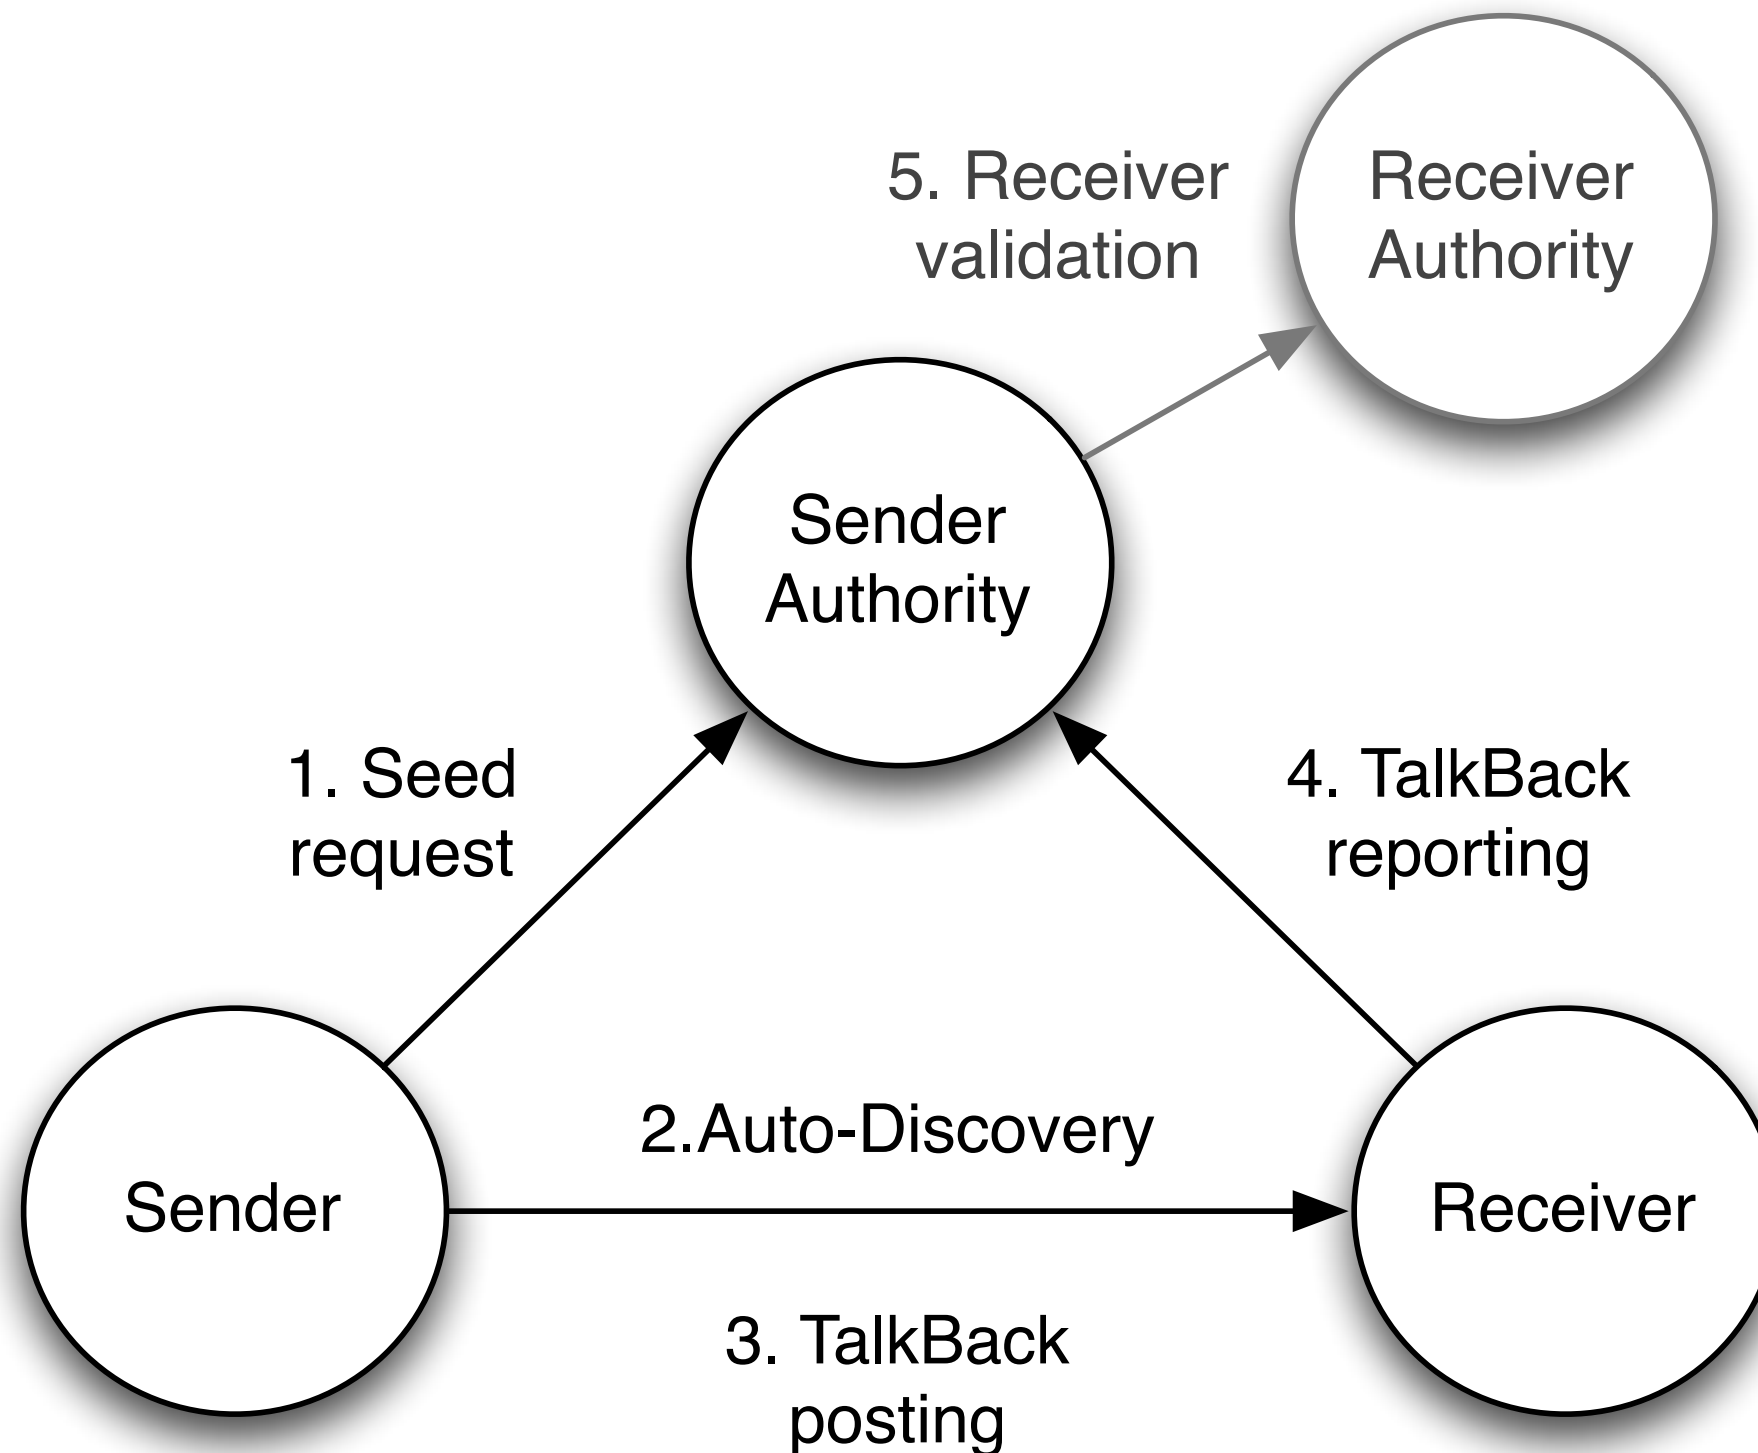 5. Receiver
validation
Receiver
Authority
Sender
Authority
1. Seed
request
4. TalkBack
reporting
2.Auto-Discovery
Sender
Receiver
3. TalkBack
posting